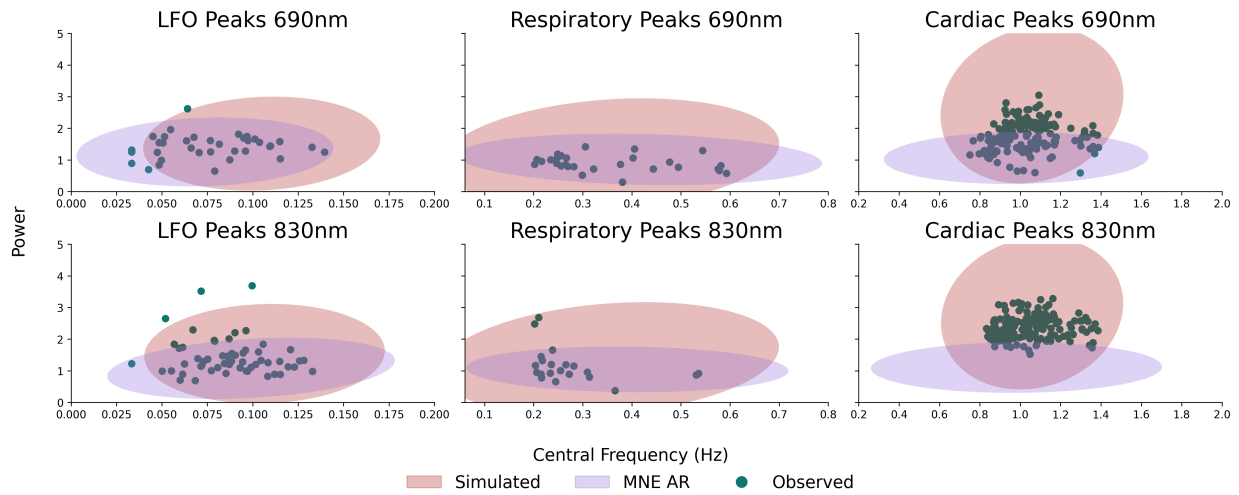 LFO Peaks 690nm
Respiratory Peaks 690nm
Cardiac Peaks 690nm
5
4
3
2
1
0
0.000 0.025 0.050 0.075 0.100 0.125 0.150 0.175 0.200
0.1 0.2 0.3 0.4 0.5 0.6 0.7 0.8
0.2 0.4 0.6 0.8 1.0 1.2 1.4 1.6 1.8 2.0
Power
LFO Peaks 830nm
Respiratory Peaks 830nm
Cardiac Peaks 830nm
5
4
3
2
1
0
0.000 0.025 0.050 0.075 0.100 0.125 0.150 0.175 0.200
0.1 0.2 0.3 0.4 0.5 0.6 0.7 0.8
0.2 0.4 0.6 0.8 1.0 1.2 1.4 1.6 1.8 2.0
Central Frequency (Hz)
Simulated MNE AR Observed